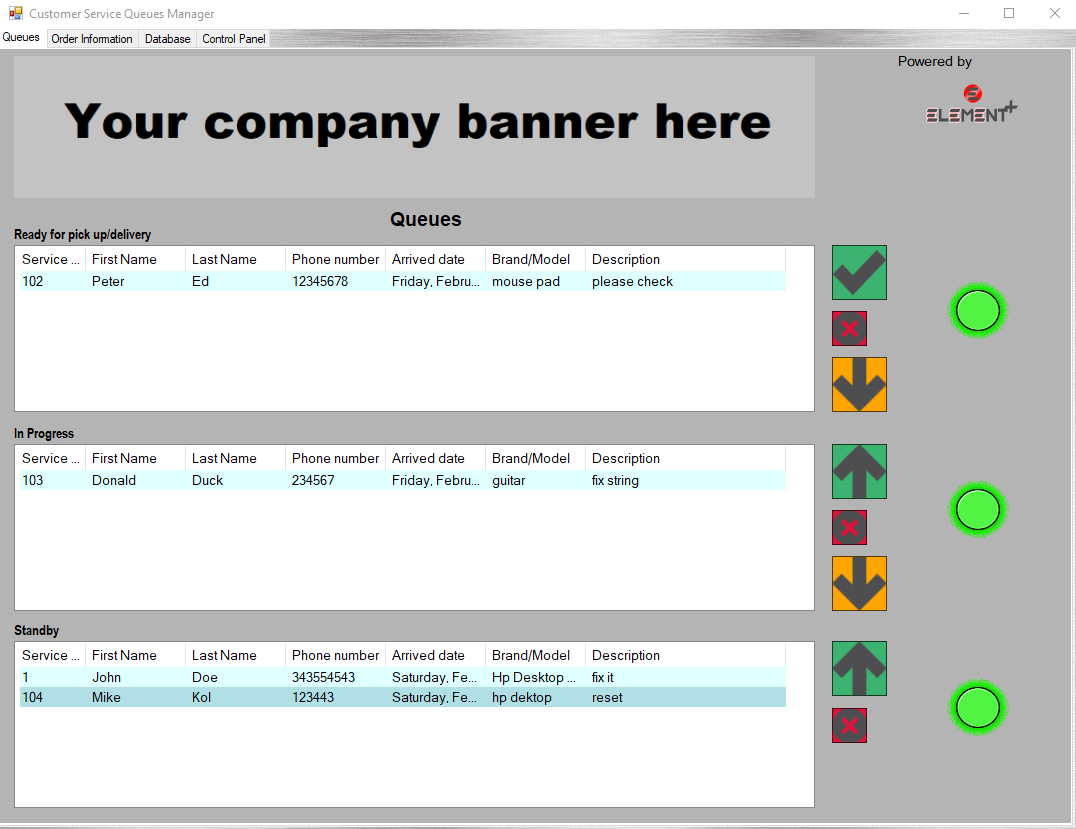 Customer Service Queues Manager
Queues Order Information Database Control Panel
Powered by
ELEMENT+
Your company banner here
Queues
Ready for pick up/delivery
Service ... First Name Last Name Phone number Arrived date Brand/Model Description
102 Peter Ed 12345678 Friday, Febru... mouse pad please check
In Progress
Service ... First Name Last Name Phone number Arrived date Brand/Model Description
103 Donald Duck 234567 Friday, Febru... guitar fix string
Standby
Service ... First Name Last Name Phone number Arrived date Brand/Model Description
1 John Doe 343554543 Saturday, Fe... Hp Desktop ... fix it
104 Mike Kol 123443 Saturday, Fe... hp dektop reset